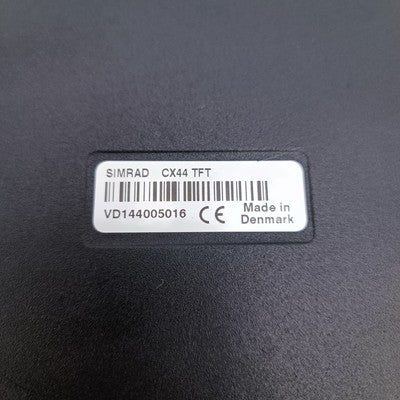 SIMRAD CX44 TFT
VD144005016 CE Made in
Denmark